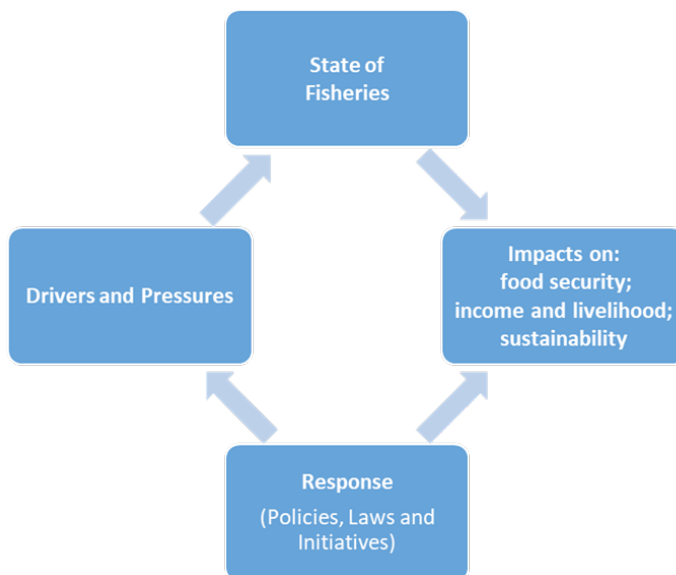 State of
Fisheries
Drivers and Pressures
Impacts on:
food security;
income and livelihood;
sustainability
Response
(Policies, Laws and
Initiatives)